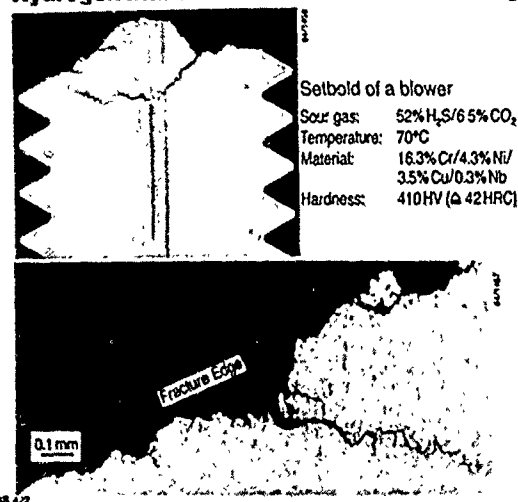 Setbold of a blower
Sour gas: 52%H₂S/6 5%CO₂
Temperature: 70°C
Material: 16.3%Cr/4.3%Ni/
3.5%Cu/0.3%Nb
Hardness: 410HV (≙ 42HRC)
Fracture Edge
0.1 mm